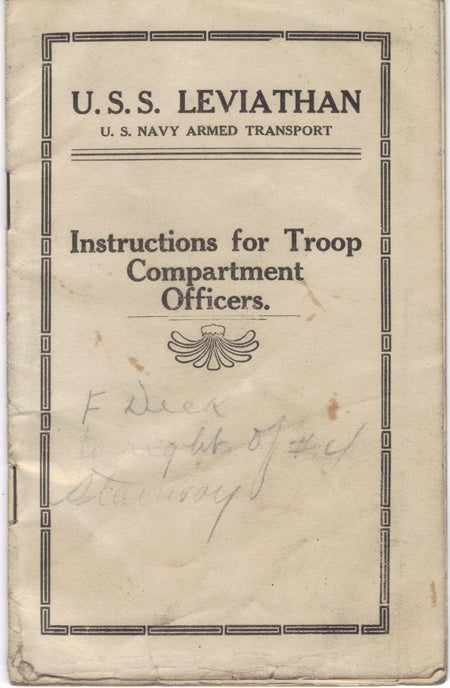 U. S. S. LEVIATHAN
U. S. NAVY ARMED TRANSPORT
Instructions for Troop
Compartment
Officers.
F Deck
to right of #4
Stairway